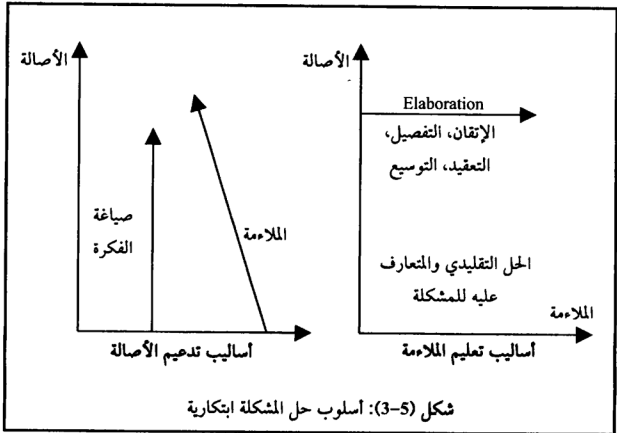 الأصالة
Elaboration
الإتقان، التفصيل،
التعقيد، التوسيع
الحل التقليدي والمتعارف
عليه للمشكلة
الملاءمة
أساليب تعليم الملاءمة
الأصالة
صياغة
الفكرة
الملاءمة
أساليب تدعيم الأصالة
شكل (5-3): أسلوب حل المشكلة ابتكارية